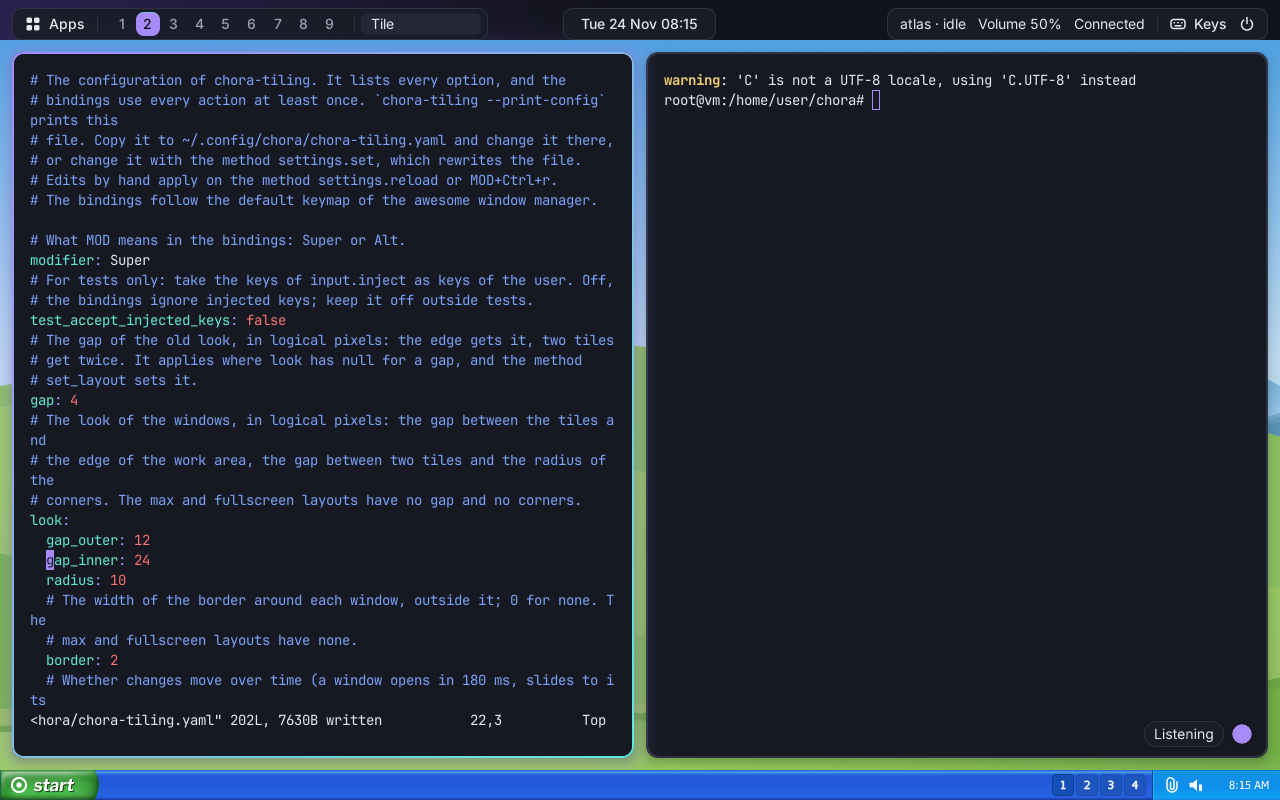 Apps 1 2 3 4 5 6 7 8 9 Tile
Tue 24 Nov 08:15
atlas · idle Volume 50% Connected Keys
# The configuration of chora-tiling. It lists every option, and the
# bindings use every action at least once. `chora-tiling --print-config`
prints this
# file. Copy it to ~/.config/chora/chora-tiling.yaml and change it there,
# or change it with the method settings.set, which rewrites the file.
# Edits by hand apply on the method settings.reload or MOD+Ctrl+r.
# The bindings follow the default keymap of the awesome window manager.
# What MOD means in the bindings: Super or Alt.
modifier: Super
# For tests only: take the keys of input.inject as keys of the user. Off,
# the bindings ignore injected keys; keep it off outside tests.
test_accept_injected_keys: false
# The gap of the old look, in logical pixels: the edge gets it, two tiles
# get twice. It applies where look has null for a gap, and the method
# set_layout sets it.
gap: 4
# The look of the windows, in logical pixels: the gap between the tiles a
nd
# the edge of the work area, the gap between two tiles and the radius of
the
# corners. The max and fullscreen layouts have no gap and no corners.
look:
gap_outer: 12
gap_inner: 24
radius: 10
# The width of the border around each window, outside it; 0 for none. T
he
# max and fullscreen layouts have none.
border: 2
# Whether changes move over time (a window opens in 180 ms, slides to i
ts
<hora/chora-tiling.yaml" 202L, 7630B written 22,3 Top
warning: 'C' is not a UTF-8 locale, using 'C.UTF-8' instead
root@vm:/home/user/chora#
Listening
start
1 2 3 4
8:15 AM